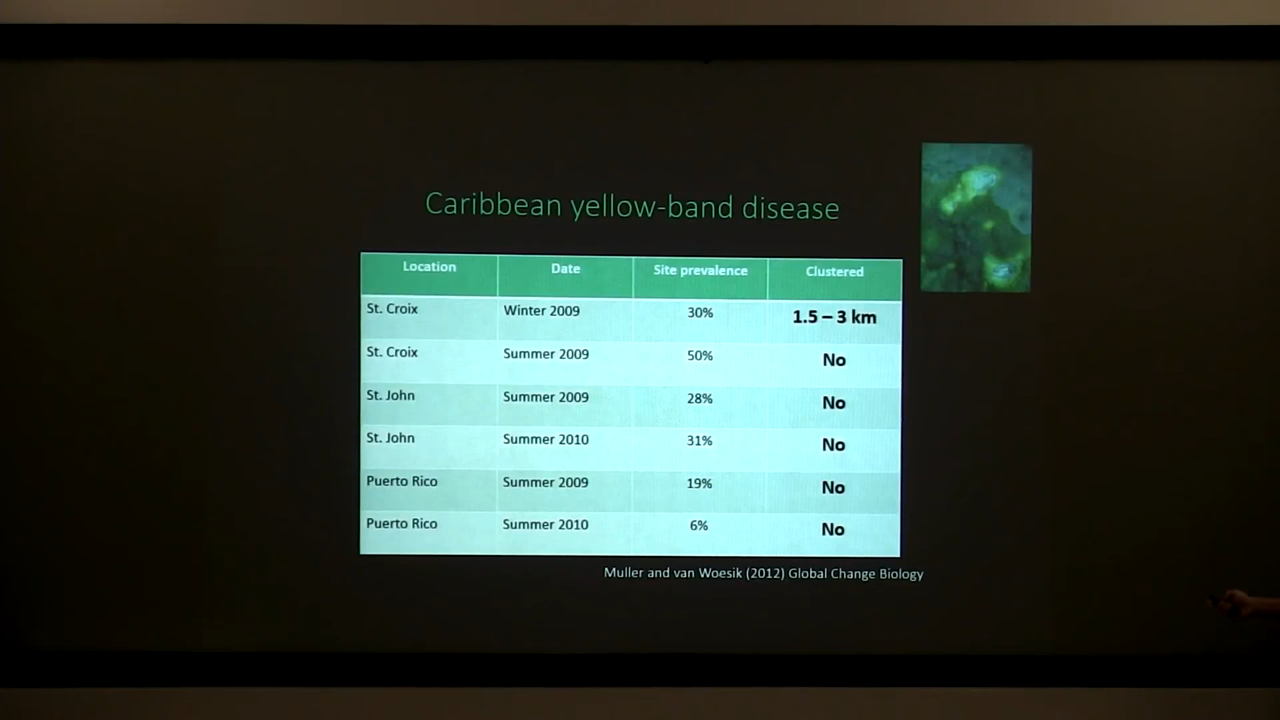 Caribbean yellow-band disease
Location Date Site prevalence Clustered
St. Croix Winter 2009 30% 1.5 – 3 km
St. Croix Summer 2009 50% No
St. John Summer 2009 28% No
St. John Summer 2010 31% No
Puerto Rico Summer 2009 19% No
Puerto Rico Summer 2010 6% No
Muller and van Woesik (2012) Global Change Biology